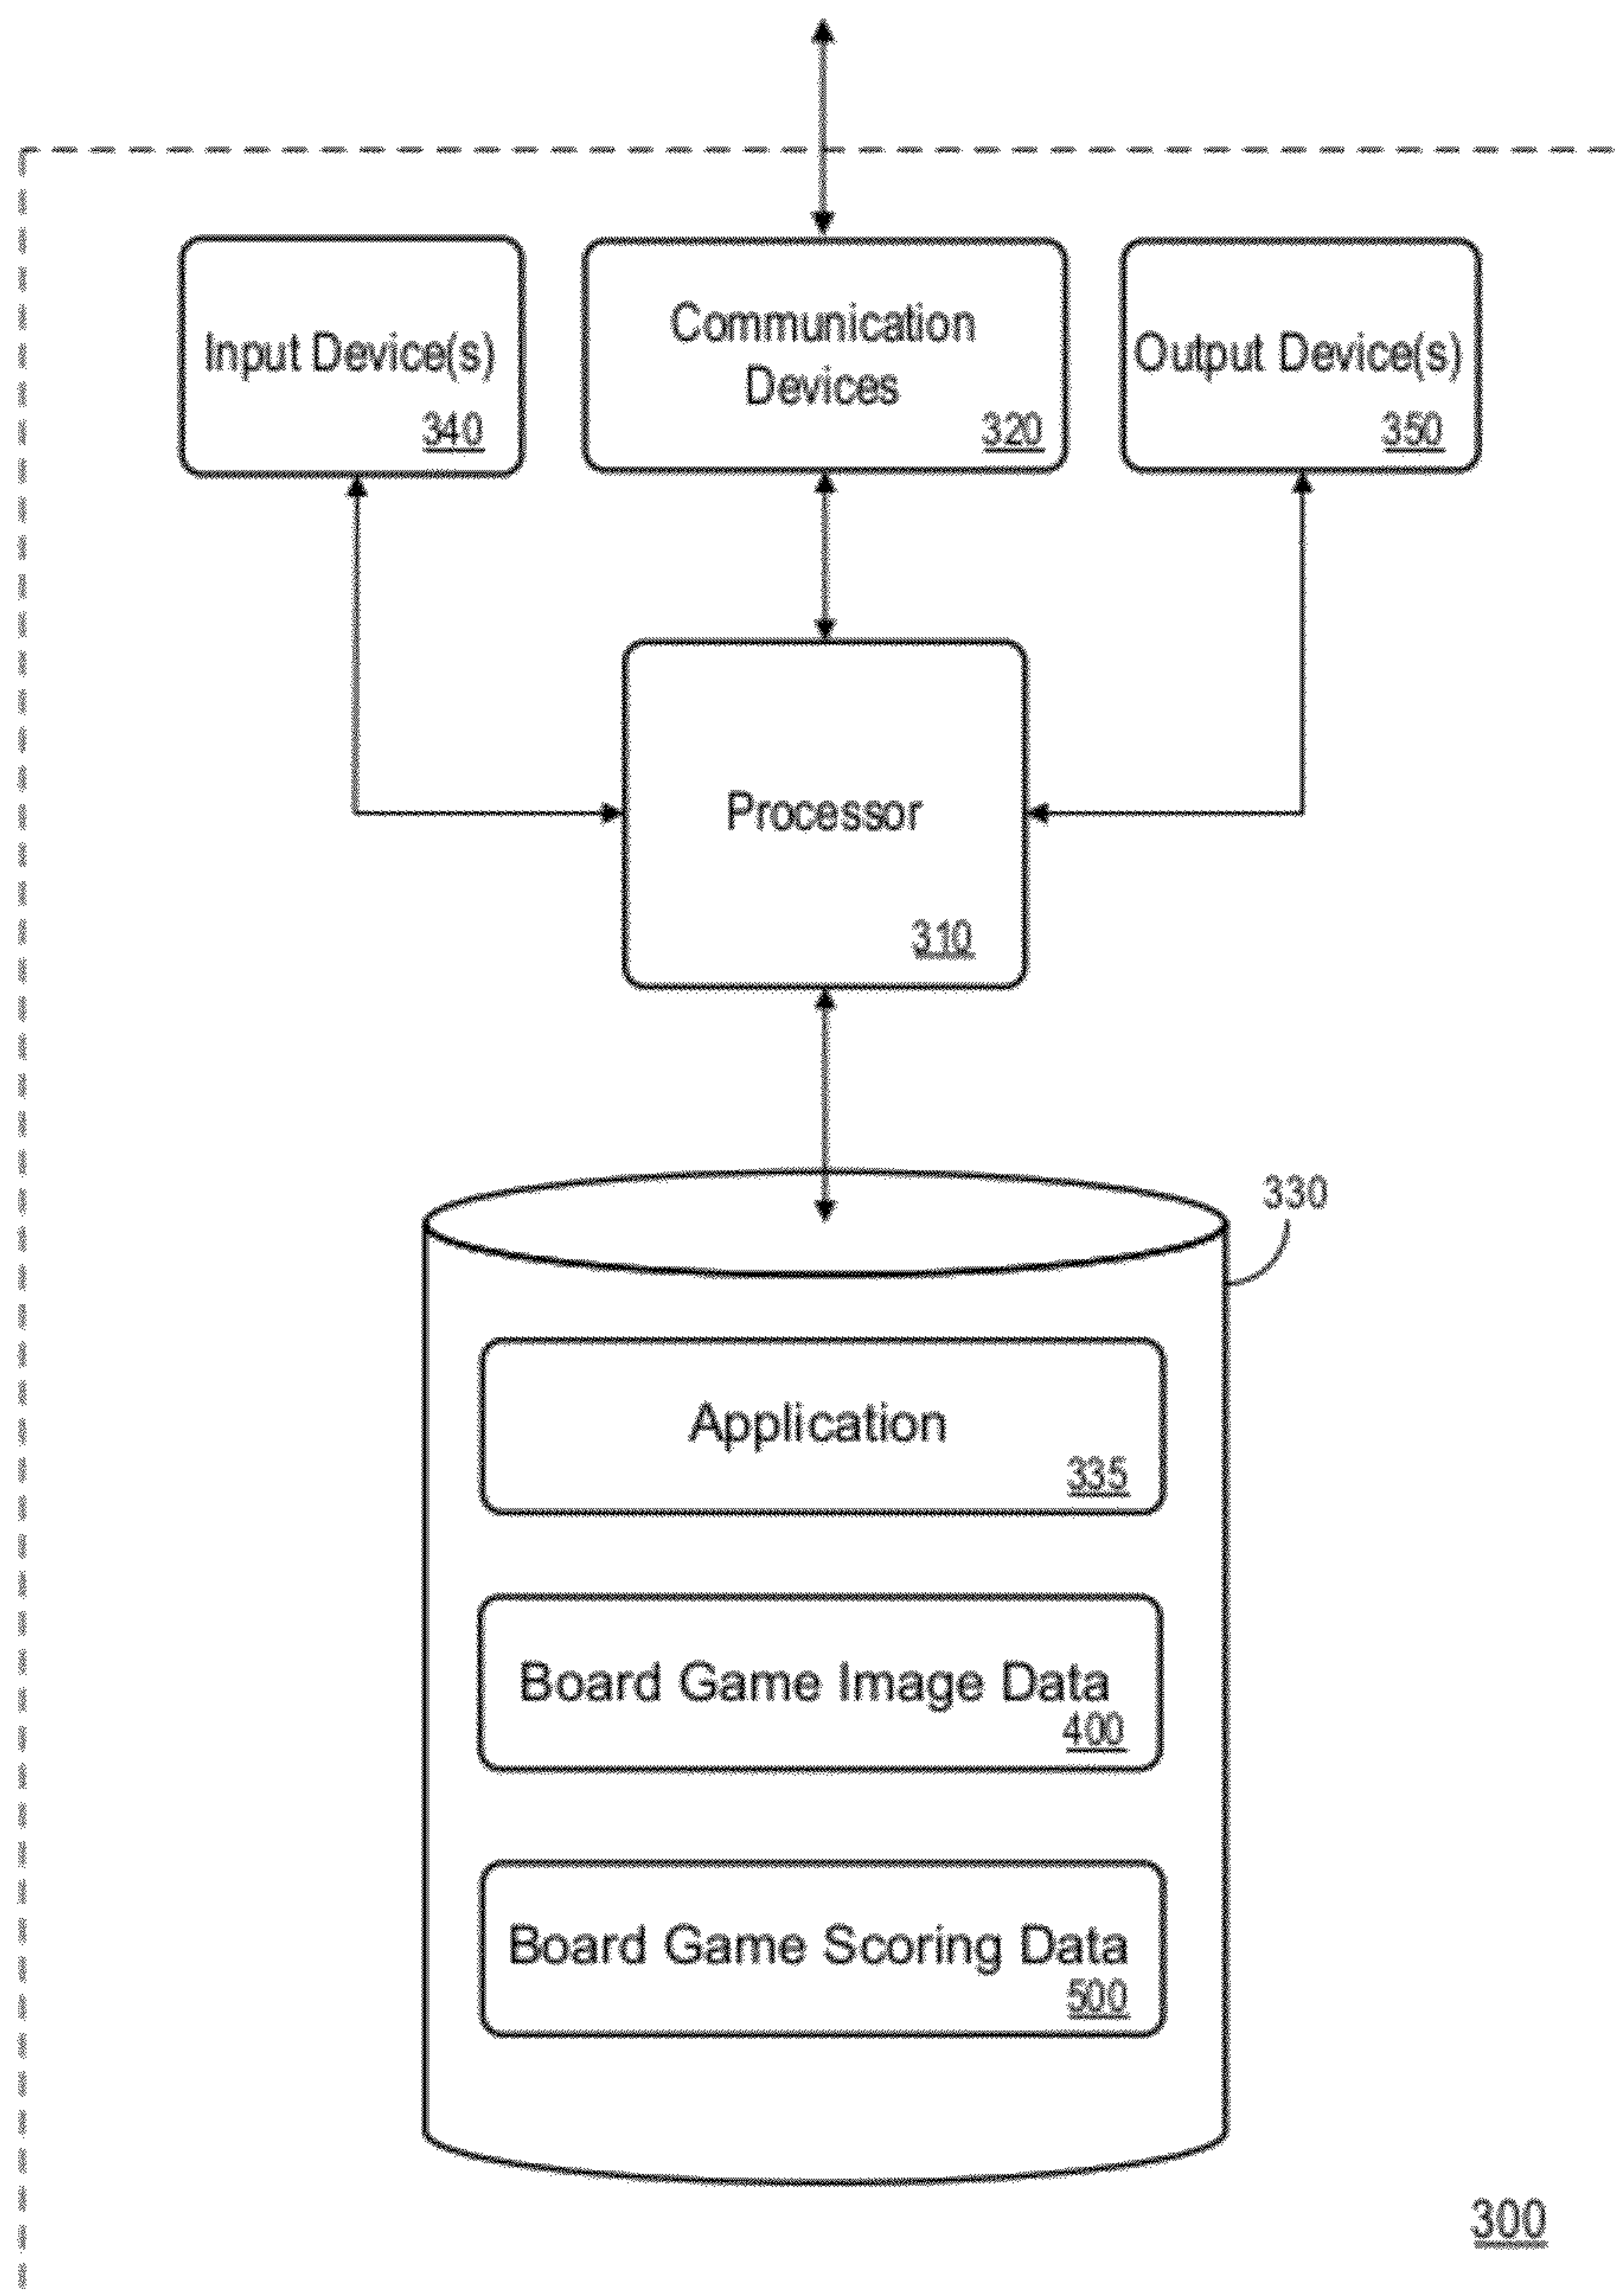 Input Device(s)
340
Communication
Devices
320
Output Device(s)
350
Processor
310
330
Application
335
Board Game Image Data
400
Board Game Scoring Data
500
300